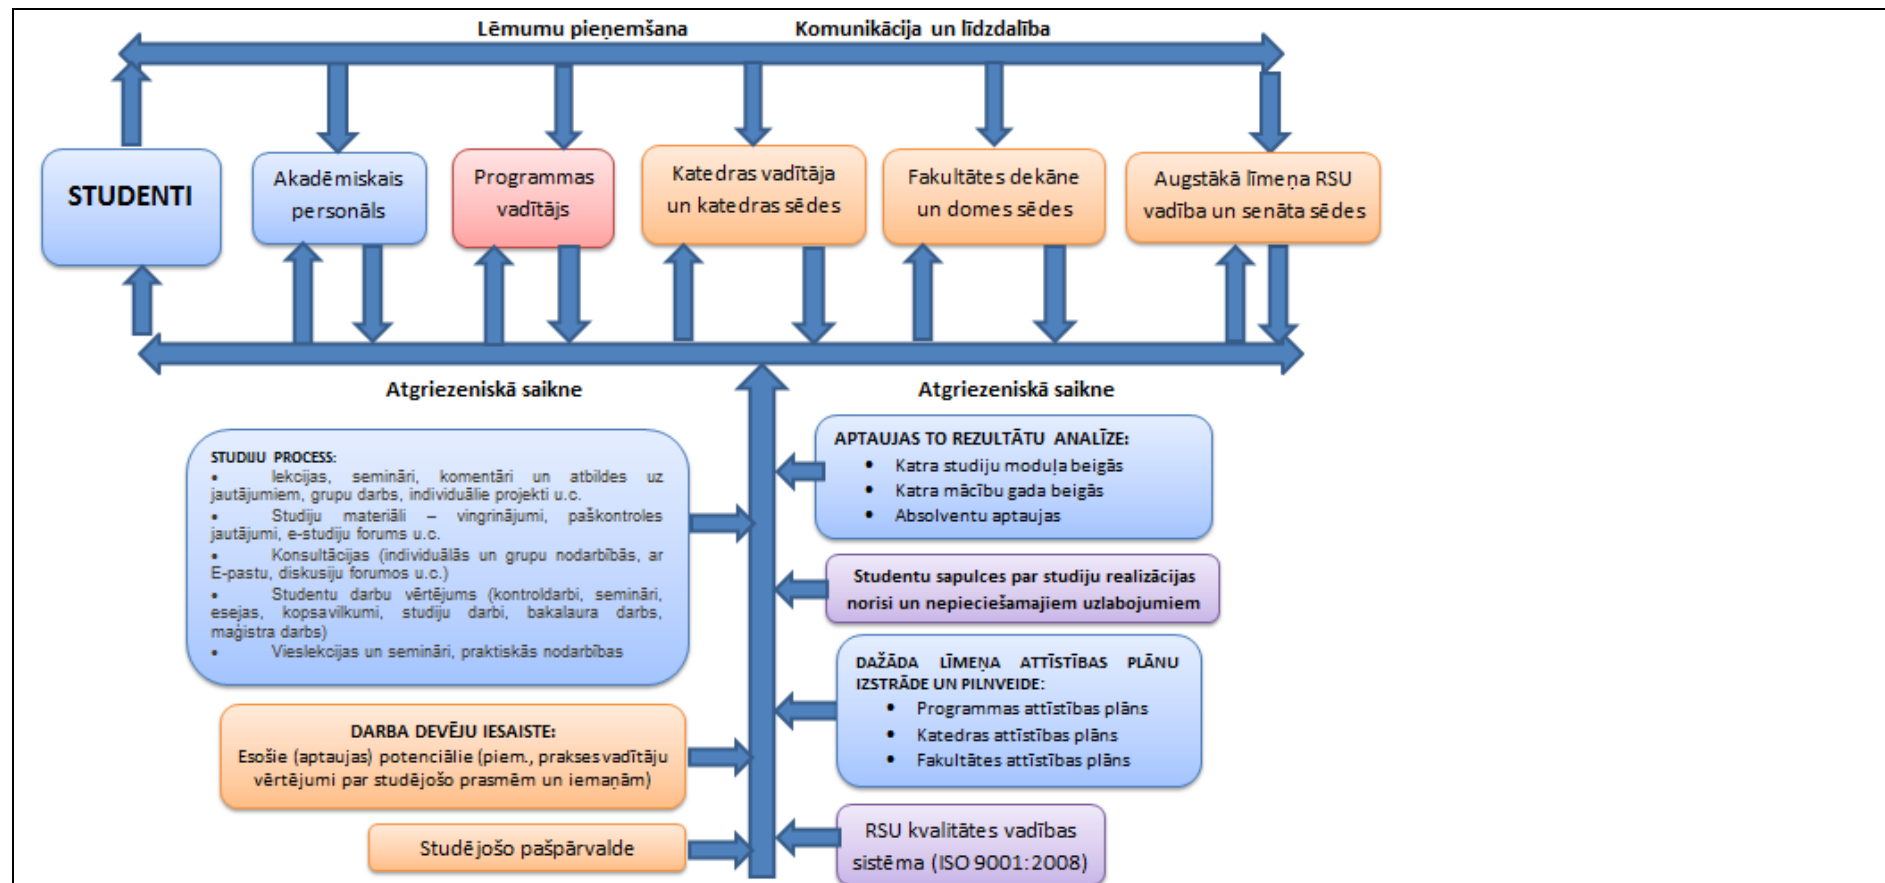 Lēmumu pieņemšana
Komunikācija un līdzdalība
STUDENTI
Akadēmiskais
personāls
Programmas
vadītājs
Katedras vadītāja
un katedras sēdes
Fakultātes dekāne
un domes sēdes
Augstākā līmeņa RSU
vadība un senāta sēdes
Atgriezeniskā saikne
Atgriezeniskā saikne
STUDIJU PROCESS:
• lekcijas, semināri, komentāri un atbildes uz
jautājumiem, grupu darbs, individuālie projekti u.c.
• Studiju materiāli – vingrinājumi, paškontroles
jautājumi, e-studiju forums u.c.
• Konsultācijas (individuālās un grupu nodarbībās, ar
E-pastu, diskusiju forumos u.c.)
• Studentu darbu vērtējums (kontroldarbi, semināri,
esejas, kopsavilkumi, studiju darbi, bakalaura darbs,
maģistra darbs)
• Vieslekcijas un semināri, praktiskās nodarbības
DARBA DEVĒJU IESAISTE:
Esošie (aptaujas) potenciālie (piem., prakses vadītāju
vērtējumi par studējošo prasmēm un iemaņām)
Studējošo pašpārvalde
APTAUJAS TO REZULTĀTU ANALĪZE:
• Katra studiju moduļa beigās
• Katra mācību gada beigās
• Absolventu aptaujas
Studentu sapulces par studiju realizācijas
norisi un nepieciešamajiem uzlabojumiem
DAŽĀDA LĪMEŅA ATTĪSTĪBAS PLĀNU
IZSTRĀDE UN PILNVEIDE:
• Programmas attīstības plāns
• Katedras attīstības plāns
• Fakultātes attīstības plāns
RSU kvalitātes vadības
sistēma (ISO 9001:2008)